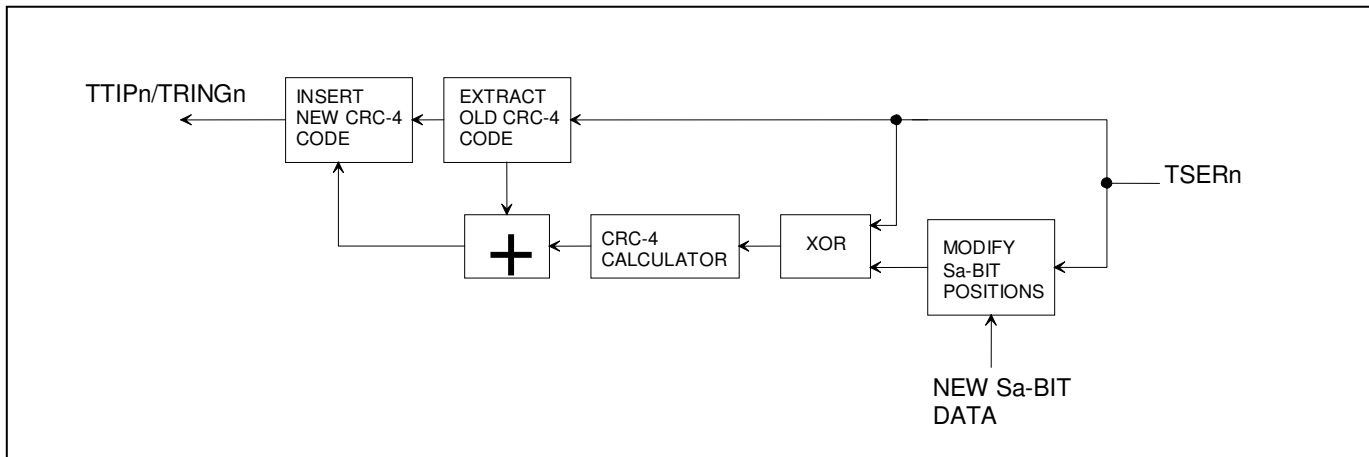 TTIPn/TRINGn
INSERT
NEW CRC-4
CODE
EXTRACT
OLD CRC-4
CODE
TSERn
+
CRC-4
CALCULATOR
XOR
MODIFY
Sa-BIT
POSITIONS
NEW Sa-BIT
DATA